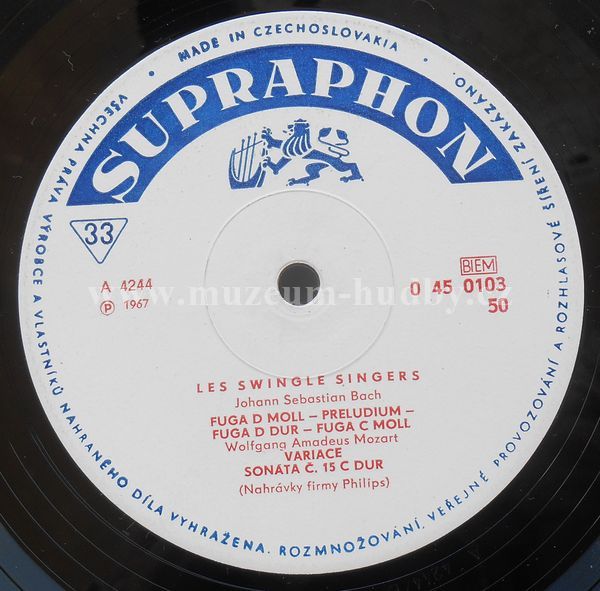 MADE IN CZECHOSLOVAKIA
SUPRAPHON
33
A 4244
Ⓟ 1967
BIEM
0 45 0103
50
www.muzeum-hudby.cz
LES SWINGLE SINGERS
Johann Sebastian Bach
FUGA D MOLL – PRELUDIUM –
FUGA D DUR – FUGA C MOLL
Wolfgang Amadeus Mozart
VARIACE
SONÁTA Č. 15 C DUR
(Nahrávky firmy Philips)
VŠECHNA PRÁVA VÝROBCE A VLASTNÍKŮ NAHRANÉHO DÍLA VYHRAŽENA. ROZMNOŽOVÁNÍ, VEŘEJNÉ PROVOZOVÁNÍ A ROZHLASOVÉ ŠÍŘENÍ ZAKÁZÁNO.